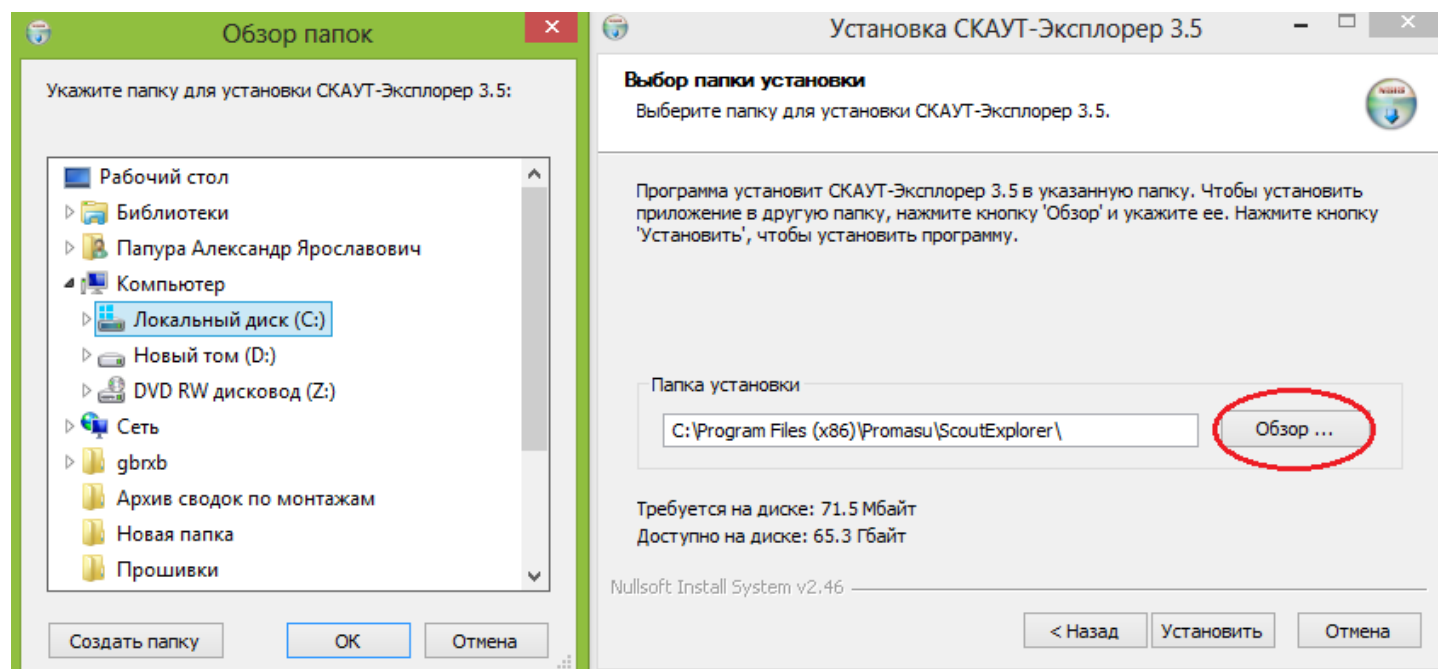 Обзор папок
Укажите папку для установки СКАУТ-Эксплорер 3.5:
Рабочий стол
Библиотеки
Папура Александр Ярославович
Компьютер
Локальный диск (C:)
Новый том (D:)
DVD RW дисковод (Z:)
Сеть
gbrxb
Архив сводок по монтажам
Новая папка
Прошивки
Создать папку
ОК
Отмена
Установка СКАУТ-Эксплорер 3.5
Выбор папки установки
Выберите папку для установки СКАУТ-Эксплорер 3.5.
Программа установит СКАУТ-Эксплорер 3.5 в указанную папку. Чтобы установить
приложение в другую папку, нажмите кнопку 'Обзор' и укажите ее. Нажмите кнопку
'Установить', чтобы установить программу.
Папка установки
C:\Program Files (x86)\Promasu\ScoutExplorer\
Обзор ...
Требуется на диске: 71.5 Мбайт
Доступно на диске: 65.3 Гбайт
Nullsoft Install System v2.46
< Назад
Установить
Отмена